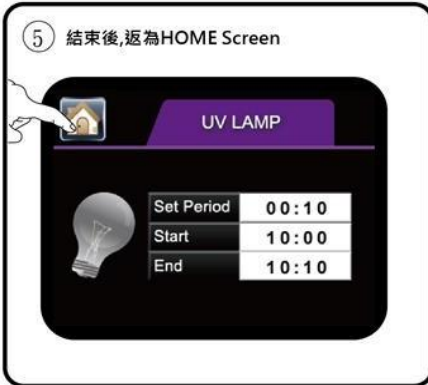 ⑤ 結束後,返為HOME Screen
UV LAMP
Set Period 00:10
Start 10:00
End 10:10